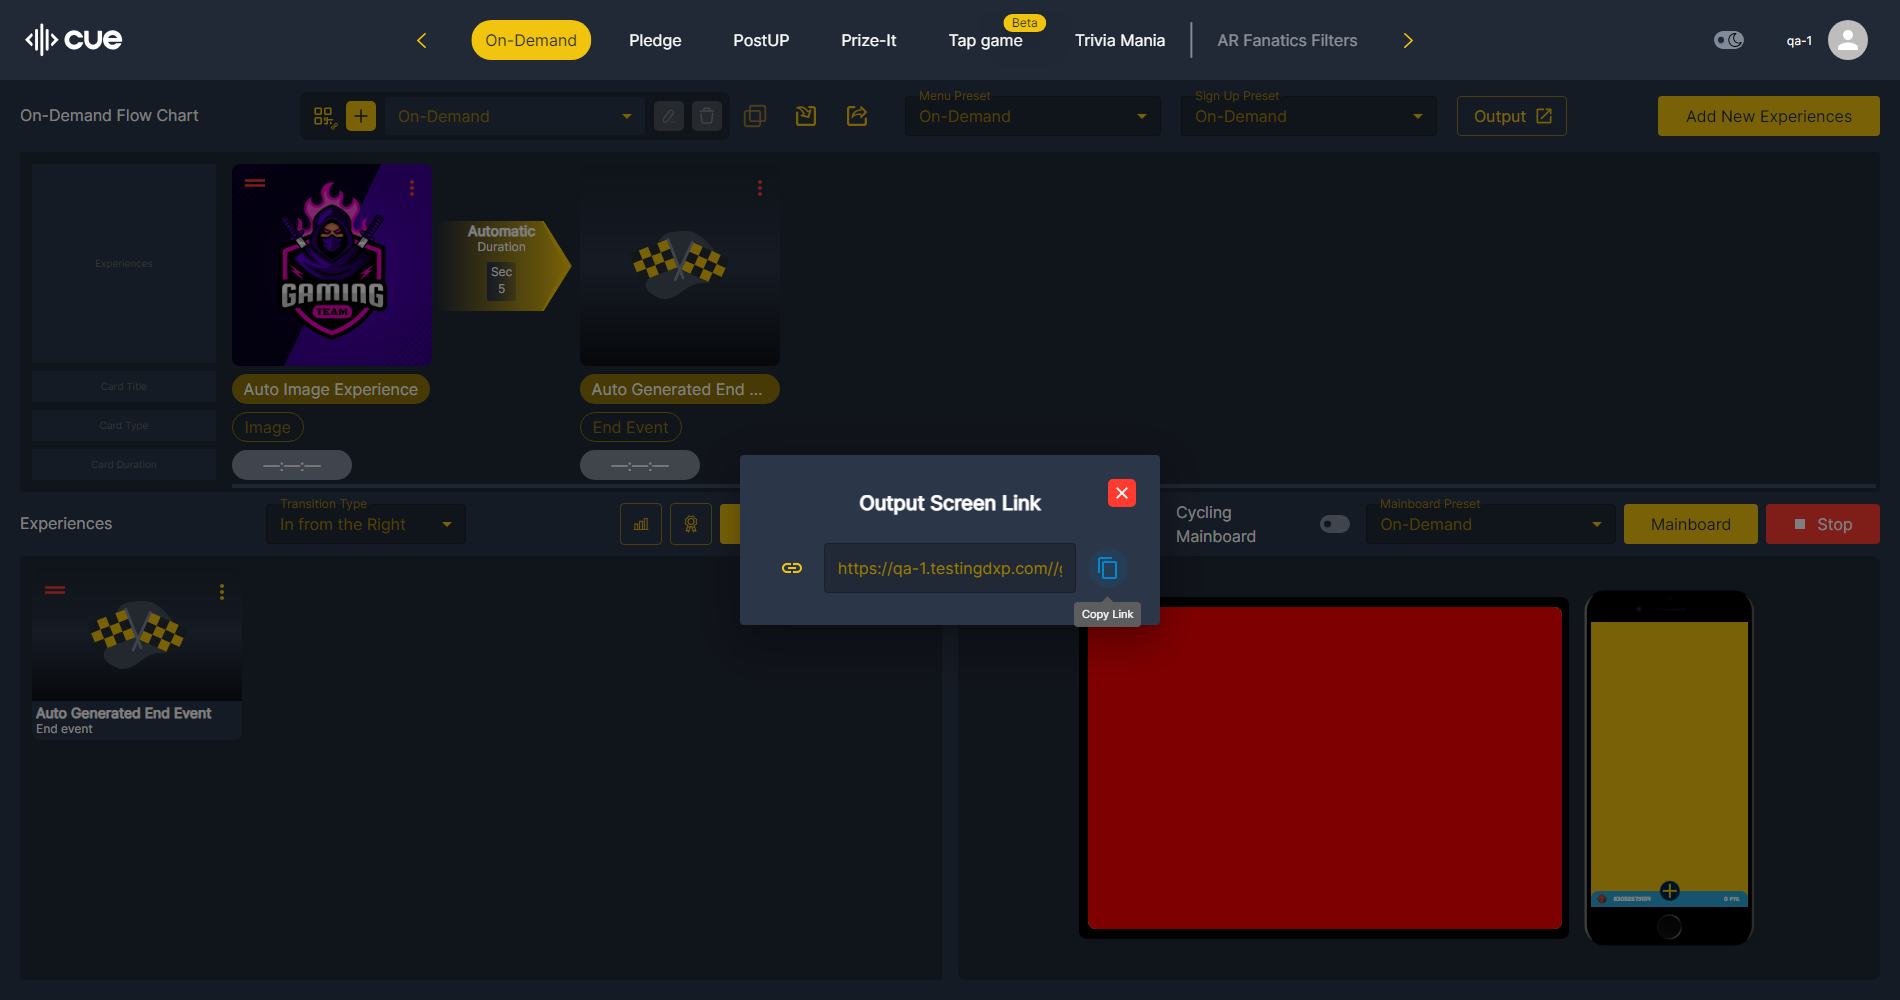 cue
On-Demand
Pledge
PostUP
Prize-It
Beta
Tap game
Trivia Mania
AR Fanatics Filters
qa-1
On-Demand Flow Chart
On-Demand
Menu Preset
On-Demand
Sign Up Preset
On-Demand
Output
Add New Experiences
Experiences
GAMING
TEAM
Automatic
Duration
Sec
5
Card Title
Auto Image Experience
Auto Generated End ...
Card Type
Image
End Event
Card Duration
—:—:—
—:—:—
Output Screen Link
https://qa-1.testingdxp.com//g
Copy Link
Experiences
Transition Type
In from the Right
Cycling
Mainboard
Mainboard Preset
On-Demand
Mainboard
Stop
Auto Generated End Event
End event
0 PTS